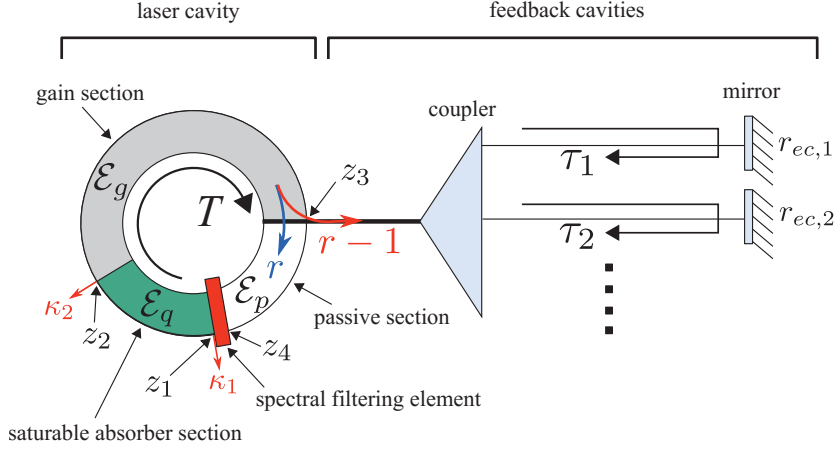 laser cavity
feedback cavities
gain section
coupler
mirror
ℰg
z3
τ1
rec,1
T
r − 1
r
τ2
rec,2
κ2
ℰq
ℰp
z2
z1
z4
κ1
passive section
spectral filtering element
saturable absorber section